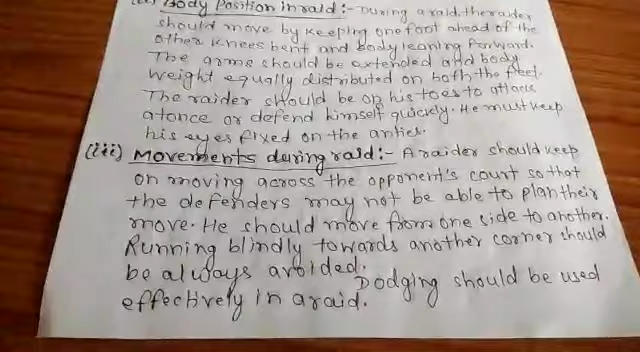 Body Position in raid :- During a raid, the raider
should move by keeping one foot ahead of the
other knees bent and body leaning forward.
The arms should be extended and body
weight equally distributed on both the feet.
The raider should be on his toes to attack
atonce or defend himself quickly. He must keep
his eyes fixed on the anties.
(iii) Movements during raid :- A raider should keep
on moving across the opponent's court so that
the defenders may not be able to plan their
move. He should move from one side to another.
Running blindly towards another corner should
be always avoided.
Dodging should be used
effectively in a raid.